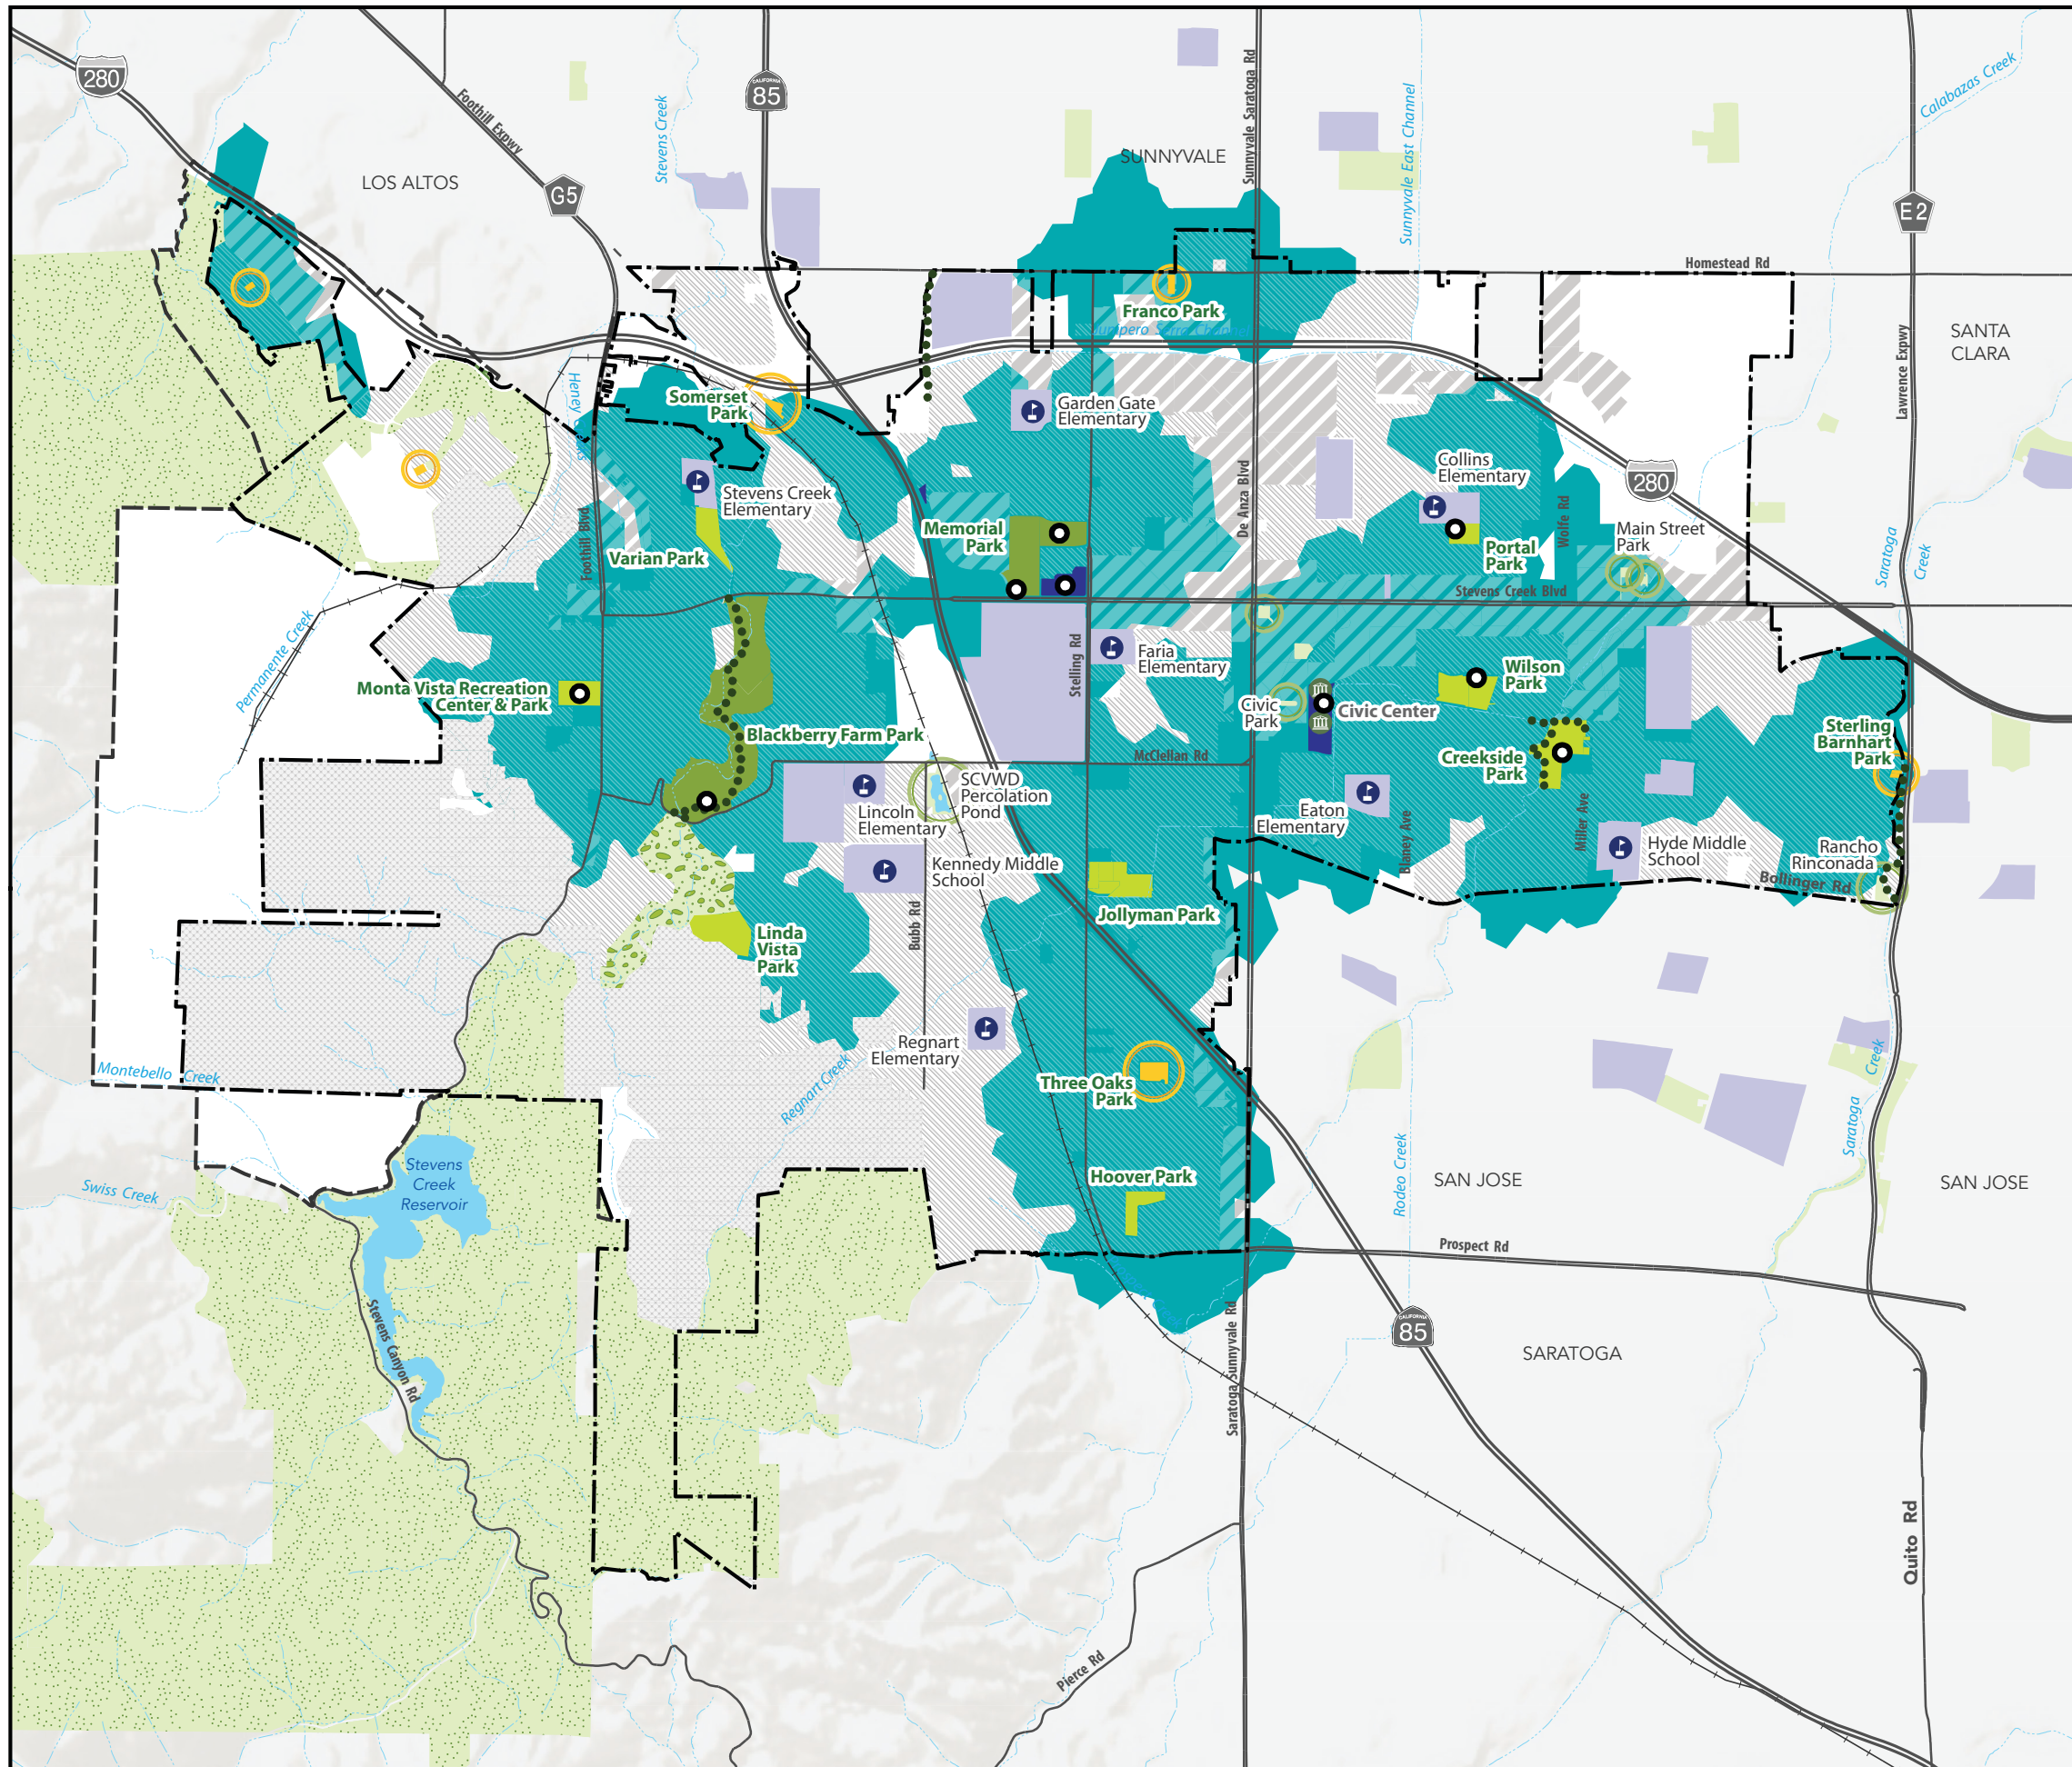 280
Foothill Expwy
Stevens Creek
CALIFORNIA
85
Sunnyvale Saratoga Rd
Sunnyvale East Channel
Calabazas Creek
LOS ALTOS
G5
SUNNYVALE
E2
Homestead Rd
Franco Park
Junipero Serra Channel
SANTA
CLARA
Lawrence Expwy
Somerset
Park
Garden Gate
Elementary
Collins
Elementary
280
Stevens Creek
Elementary
Memorial
Park
De Anza Blvd
Wolfe Rd
Main Street
Park
Portal
Park
Varian Park
Foothill Blvd
Saratoga
Creek
Stevens Creek Blvd
Permanente Creek
Stelling Rd
Faria
Elementary
Wilson
Park
Monta Vista Recreation
Center & Park
Civic
Park
Civic Center
Blackberry Farm Park
McClellan Rd
Creekside
Park
Sterling
Barnhart
Park
SCVWD
Percolation
Pond
Lincoln
Elementary
Eaton
Elementary
Blaney Ave
Miller Ave
Hyde Middle
School
Rancho
Rinconada
Bollinger Rd
Kennedy Middle
School
Bubb Rd
Jollyman Park
Linda
Vista
Park
Regnart
Elementary
Montebello Creek
Regnart Creek
Three Oaks
Park
Saratoga
Creek
Rodeo Creek
SAN JOSE
SAN JOSE
Stevens
Creek
Reservoir
Swiss Creek
Hoover Park
Prospect Rd
Stevens Canyon Rd
Saratoga Sunnyvale Rd
CALIFORNIA
85
SARATOGA
Quito Rd
Pierce Rd